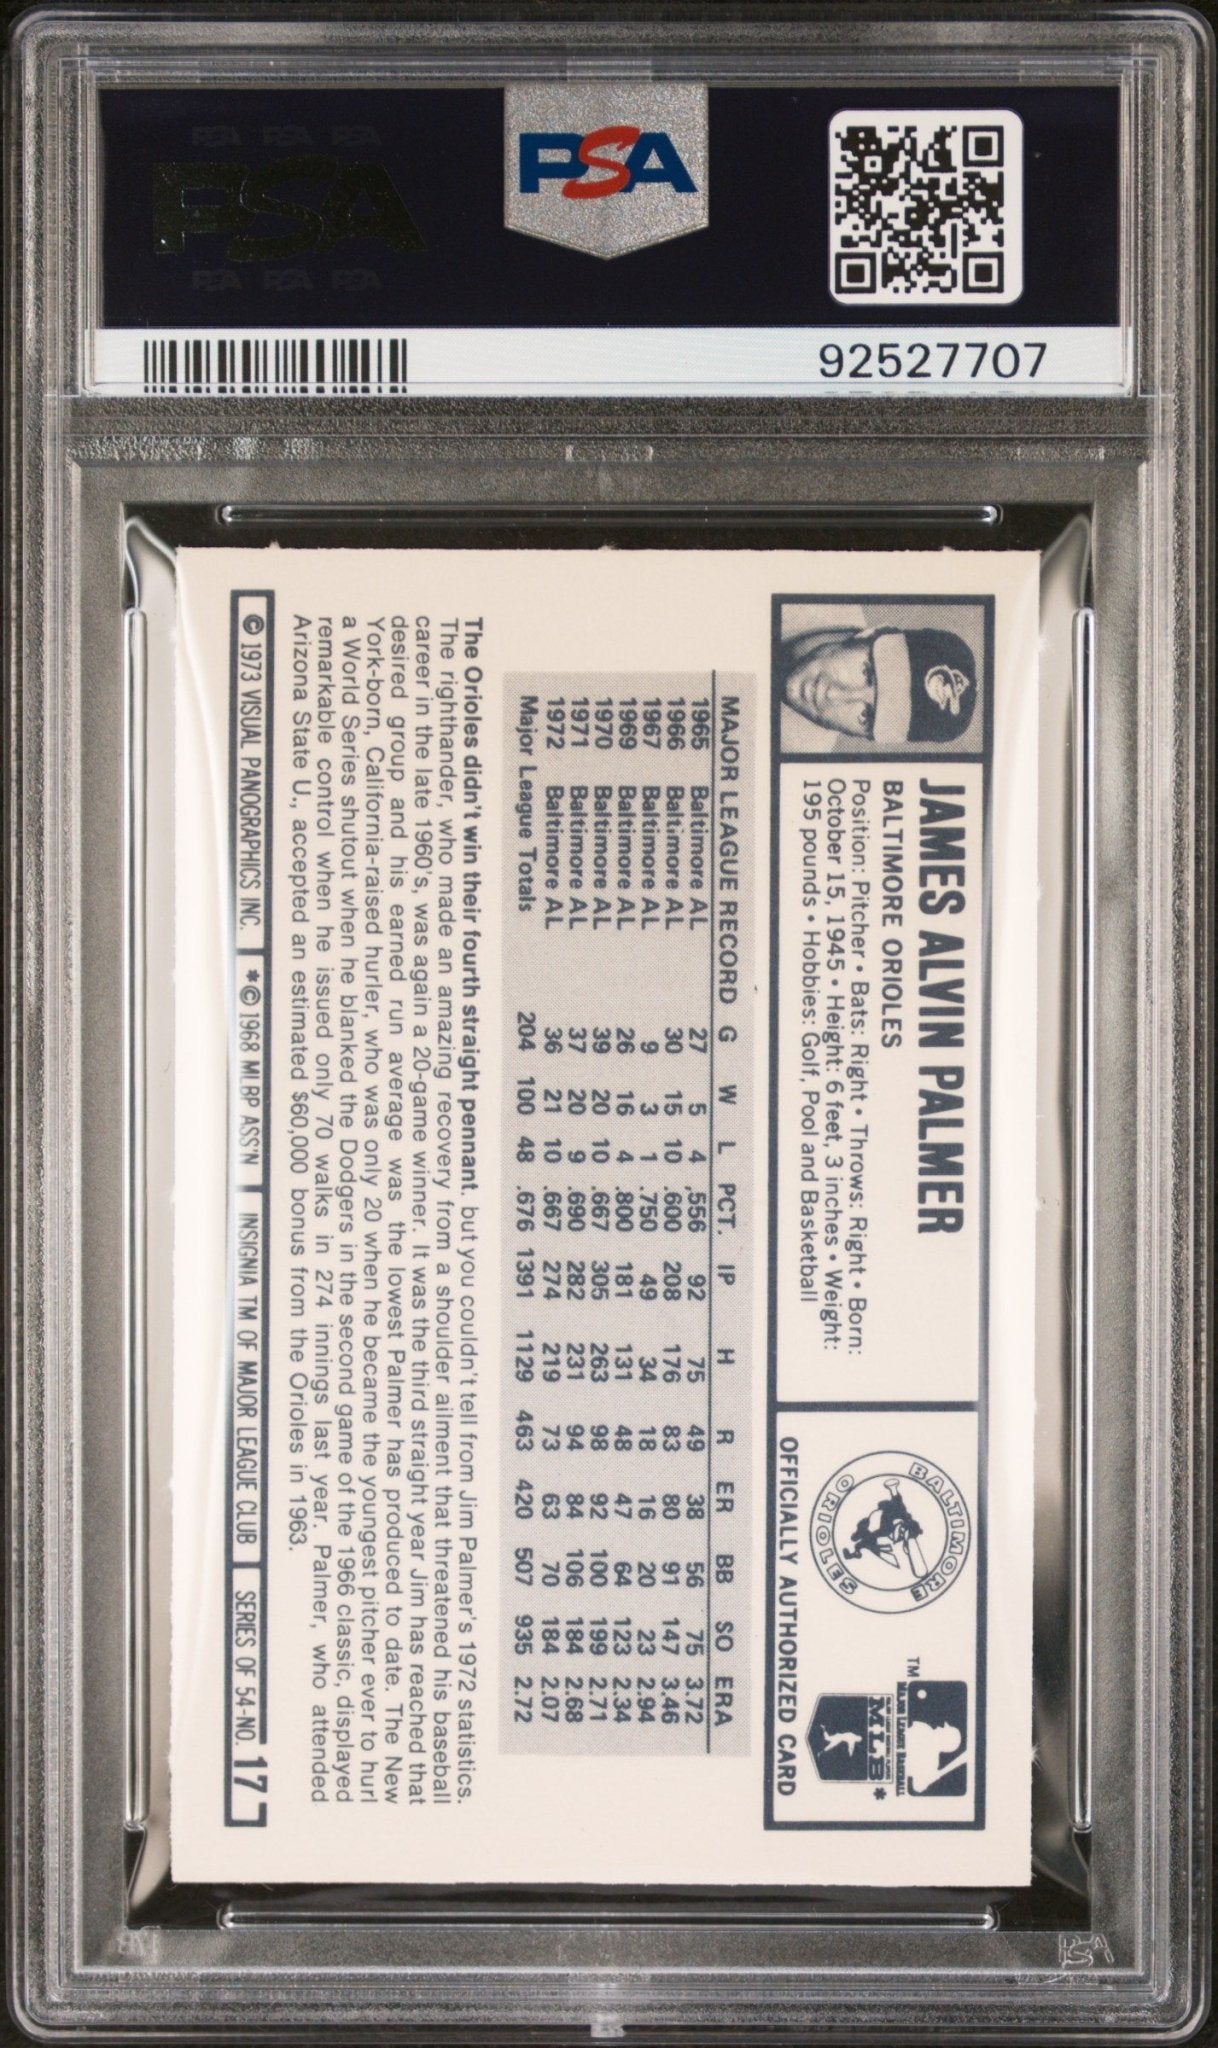 PSA PSA PSA
PSA
PSA PSA PSA
PSA
92527707
JAMES ALVIN PALMER
BALTIMORE ORIOLES
Position: Pitcher • Bats: Right • Throws: Right • Born:
October 15, 1945 • Height: 6 feet, 3 inches • Weight:
195 pounds • Hobbies: Golf, Pool and Basketball
BALTIMORE
ORIOLES
TM
MAJOR LEAGUE BASEBALL
MLB *
OFFICIALLY AUTHORIZED CARD
MAJOR LEAGUE RECORD G W L PCT. IP H R ER BB SO ERA
1965 Baltimore AL 27 5 4 .556 92 75 49 38 56 75 3.72
1966 Baltimore AL 30 15 10 .600 208 176 83 80 91 147 3.46
1967 Baltimore AL 9 3 1 .750 49 34 18 16 20 23 2.94
1969 Baltimore AL 26 16 4 .800 181 131 48 47 64 123 2.34
1970 Baltimore AL 39 20 10 .667 305 263 98 92 100 199 2.71
1971 Baltimore AL 37 20 9 .690 282 231 94 84 106 184 2.68
1972 Baltimore AL 36 21 10 .667 274 219 73 63 70 184 2.07
Major League Totals 204 100 48 .676 1391 1129 463 420 507 935 2.72
The Orioles didn't win their fourth straight pennant. but you couldn't tell from Jim Palmer's 1972 statistics.
The righthander, who made an amazing recovery from a shoulder ailment that threatened his baseball
career in the late 1960's, was again a 20-game winner. It was the third straight year Jim has reached that
desired group and his earned run average was the lowest Palmer has produced to date. The New
York-born, California-raised hurler, who was only 20 when he became the youngest pitcher ever to hurl
a World Series shutout when he blanked the Dodgers in the second game of the 1966 classic, displayed
remarkable control when he issued only 70 walks in 274 innings last year. Palmer, who attended
Arizona State U., accepted an estimated $60,000 bonus from the Orioles in 1963.
© 1973 VISUAL PANOGRAPHICS INC. *© 1968 MLBP ASS'N INSIGNIA TM OF MAJOR LEAGUE CLUB SERIES OF 54-NO. 17